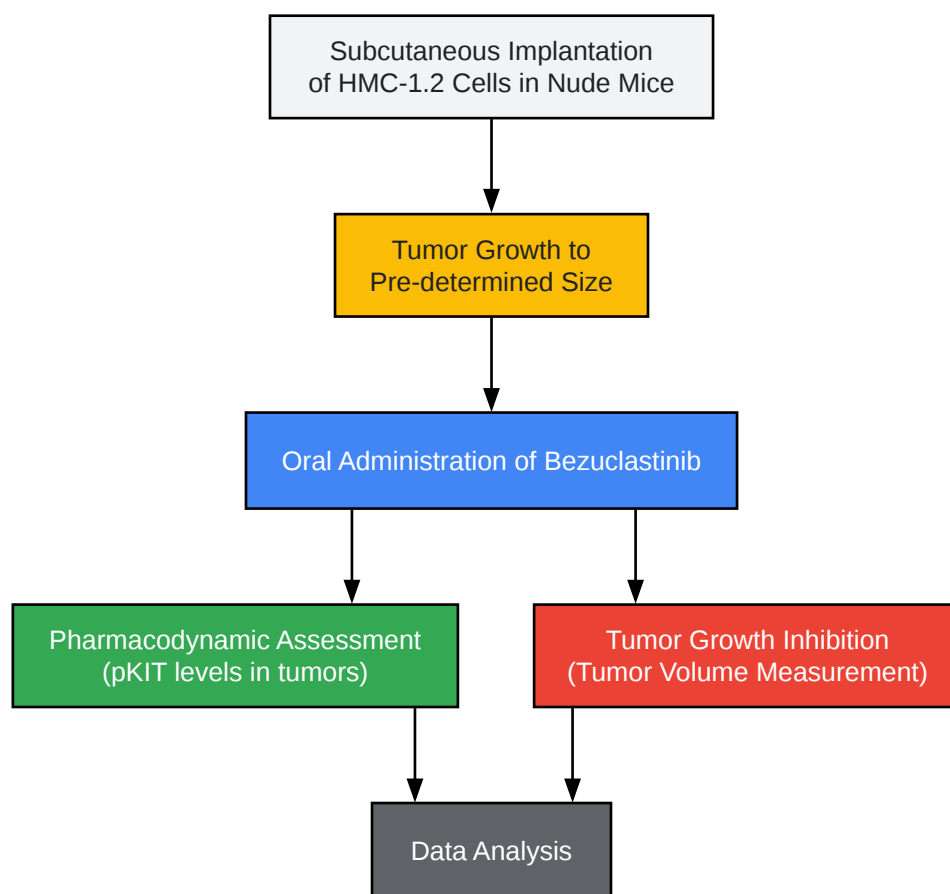 Subcutaneous Implantation
of HMC-1.2 Cells in Nude Mice
Tumor Growth to
Pre-determined Size
Oral Administration of Bezuclastinib
Pharmacodynamic Assessment
(pKIT levels in tumors)
Tumor Growth Inhibition
(Tumor Volume Measurement)
Data Analysis